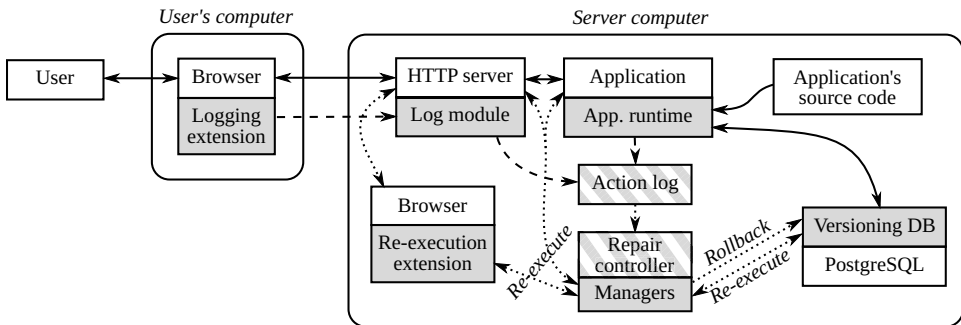 User's computer
Server computer
User
Browser
Logging
extension
HTTP server
Log module
Application
App. runtime
Application's
source code
Action log
Browser
Re-execution
extension
Re-execute
Repair
controller
Managers
Rollback
Re-execute
Versioning DB
PostgreSQL